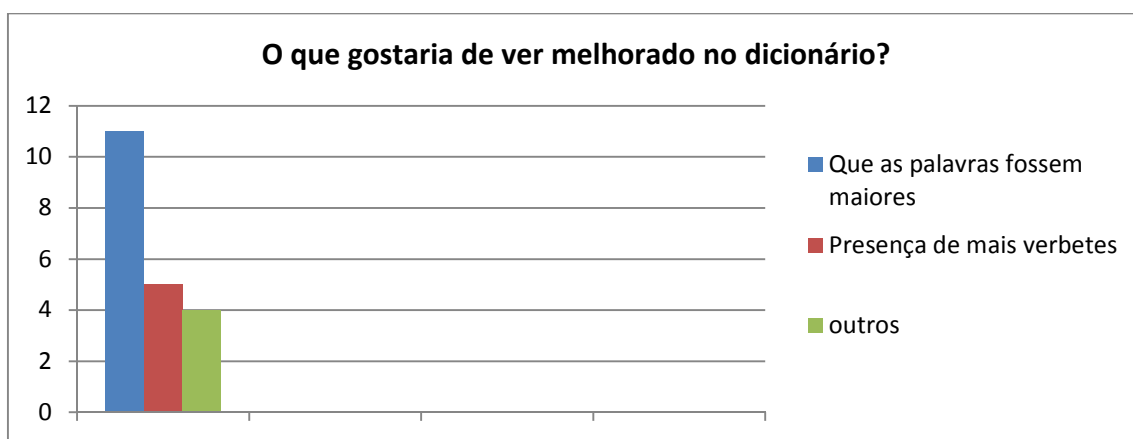 O que gostaria de ver melhorado no dicionário?
12
10
8
6
4
2
0
Que as palavras fossem
maiores
Presença de mais verbetes
outros